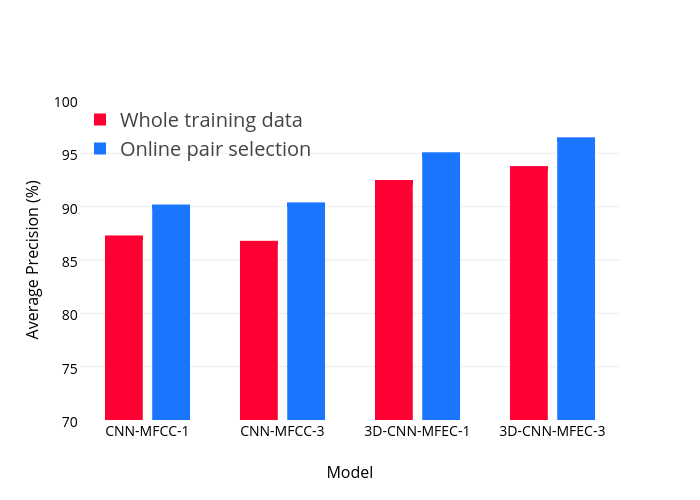 100
Whole training data
Online pair selection
95
90
85
80
75
70
Average Precision (%)
CNN-MFCC-1
CNN-MFCC-3
3D-CNN-MFEC-1
3D-CNN-MFEC-3
Model